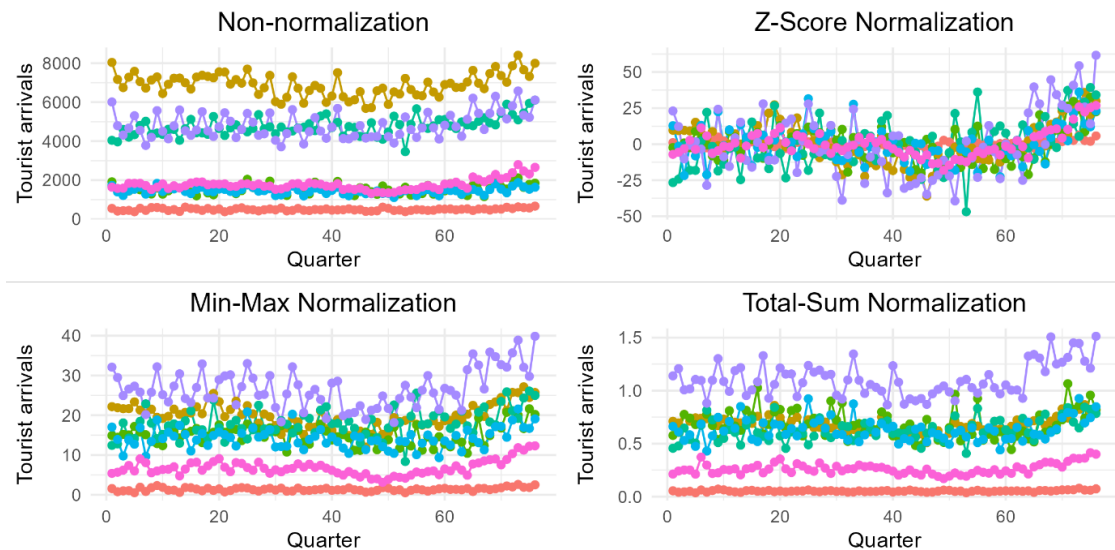 Non-normalization
Tourist arrivals
8000
6000
4000
2000
0
0 20 40 60
Quarter
Z-Score Normalization
Tourist arrivals
50
25
0
-25
-50
0 20 40 60
Quarter
Min-Max Normalization
Tourist arrivals
40
30
20
10
0
0 20 40 60
Quarter
Total-Sum Normalization
Tourist arrivals
1.5
1.0
0.5
0.0
0 20 40 60
Quarter